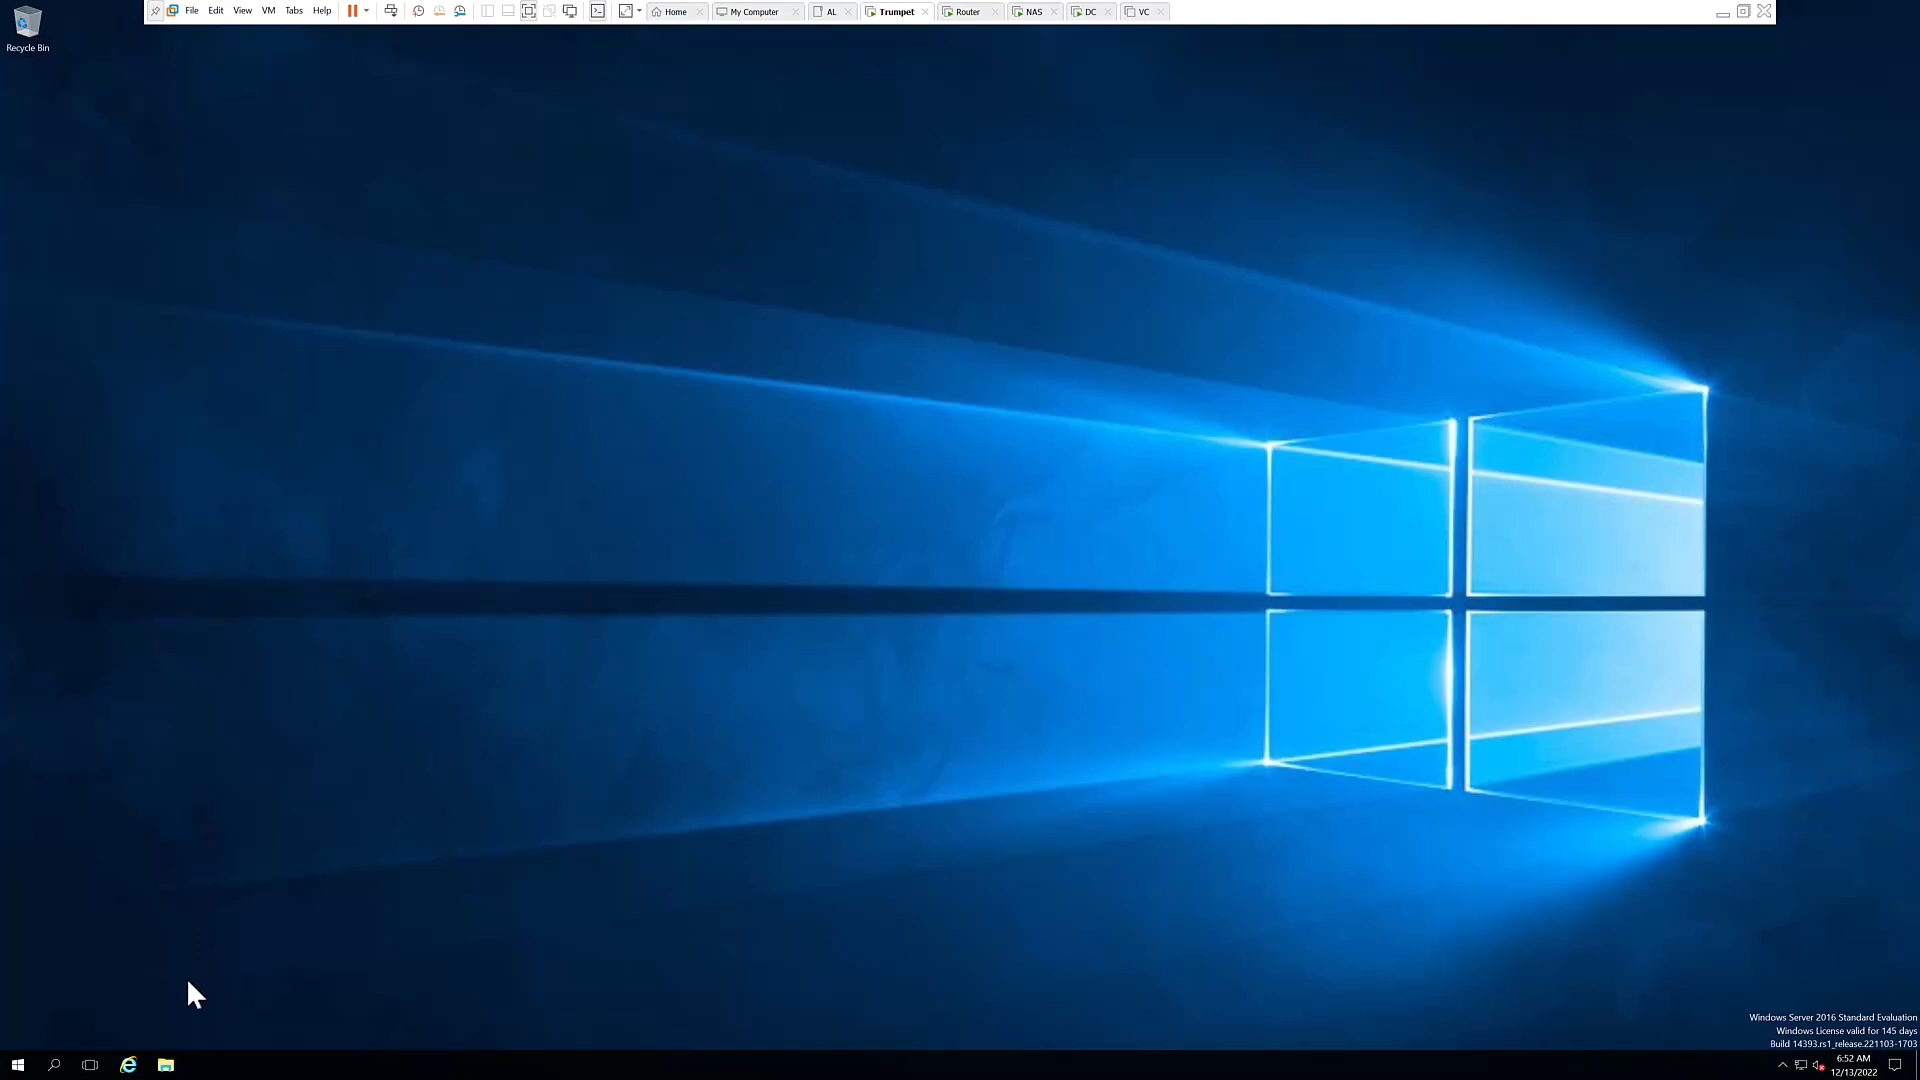 File Edit View VM Tabs Help Home My Computer AL Trumpet Router NAS DC VC
Recycle Bin
Windows Server 2016 Standard Evaluation
Windows License valid for 145 days
Build 14393.rs1_release.221103-1703
6:52 AM
12/13/2022